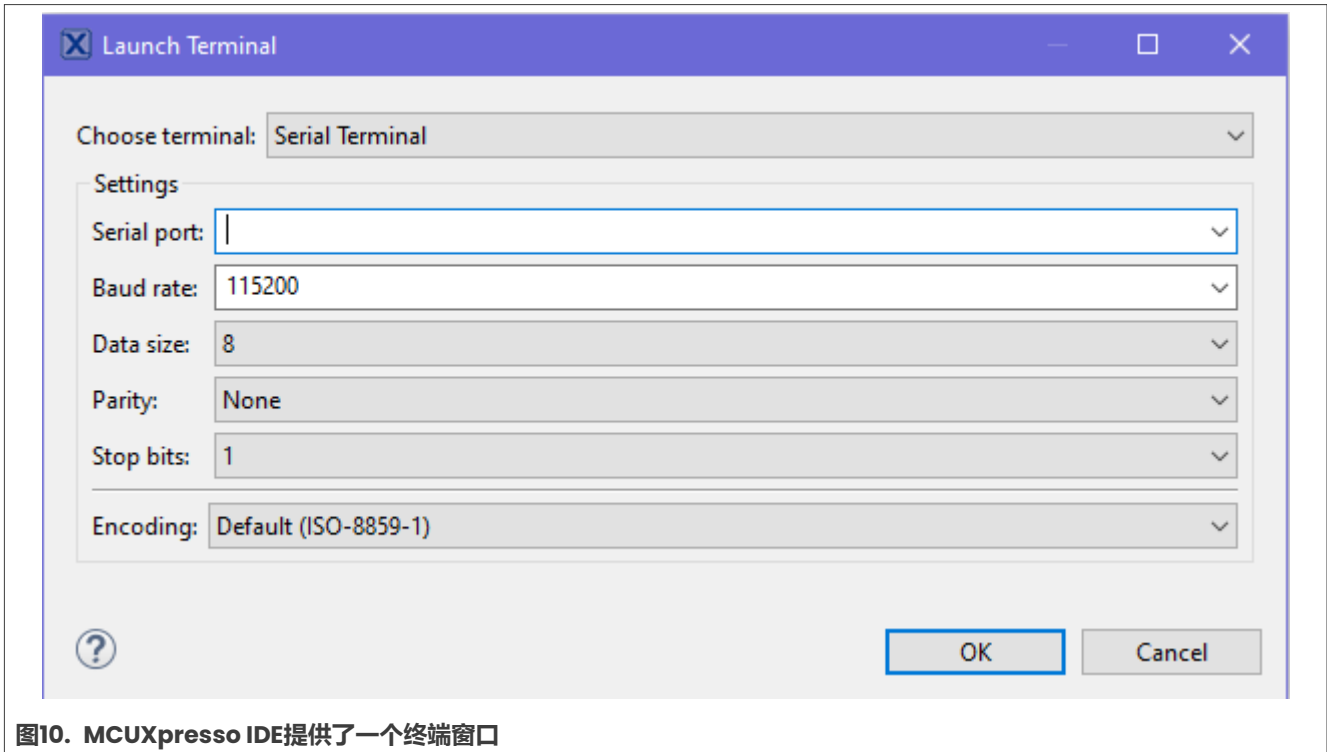 Launch Terminal
Choose terminal: Serial Terminal
Settings
Serial port:
Baud rate: 115200
Data size: 8
Parity: None
Stop bits: 1
Encoding: Default (ISO-8859-1)
? OK Cancel
图10. MCUXpresso IDE提供了一个终端窗口